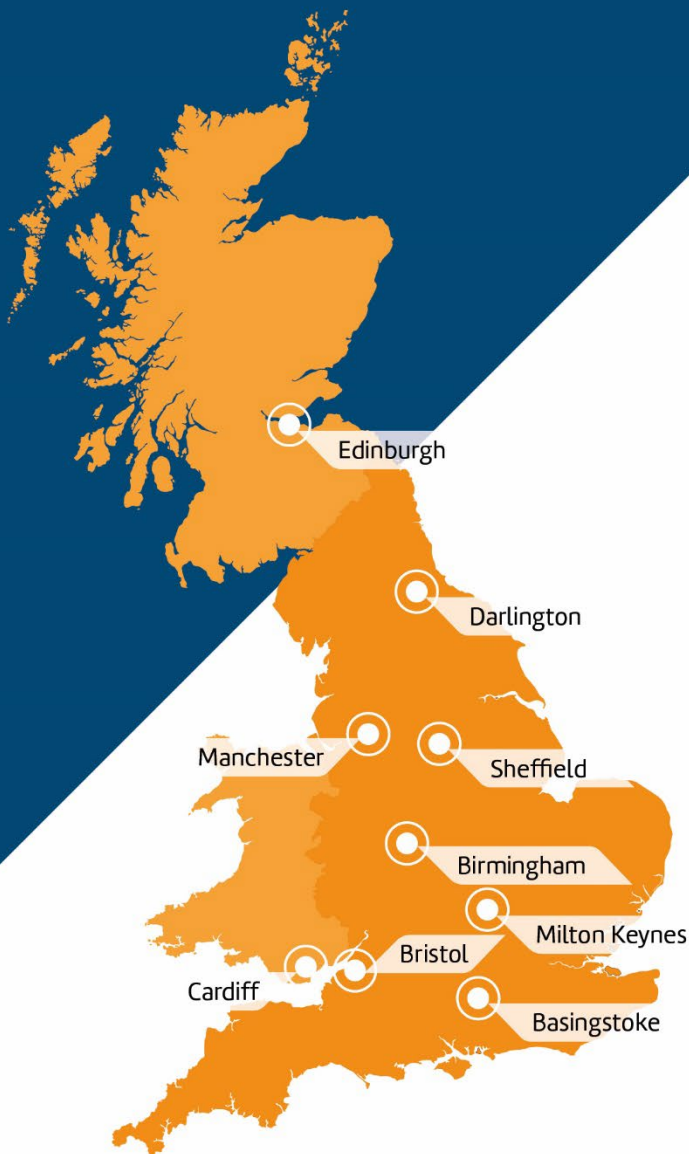 Edinburgh
Darlington
Manchester
Sheffield
Birmingham
Milton Keynes
Bristol
Cardiff
Basingstoke